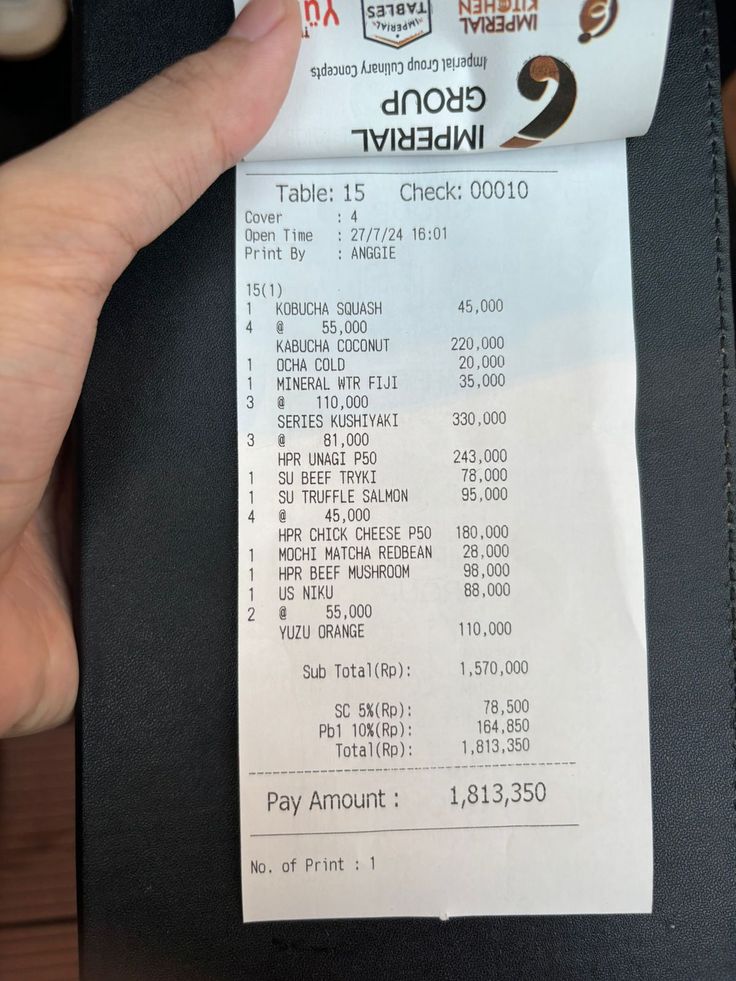 Yü
IMPERIAL TABLES
IMPERIAL KITCHEN
Imperial Group Culinary Concepts
IMPERIAL
GROUP
Table: 15 Check: 00010
Cover : 4
Open Time : 27/7/24 16:01
Print By : ANGGIE
15(1)
1 KOBUCHA SQUASH 45,000
4 @ 55,000
KABUCHA COCONUT 220,000
1 OCHA COLD 20,000
1 MINERAL WTR FIJI 35,000
3 @ 110,000
SERIES KUSHIYAKI 330,000
3 @ 81,000
HPR UNAGI P50 243,000
1 SU BEEF TRYKI 78,000
1 SU TRUFFLE SALMON 95,000
4 @ 45,000
HPR CHICK CHEESE P50 180,000
1 MOCHI MATCHA REDBEAN 28,000
1 HPR BEEF MUSHROOM 98,000
1 US NIKU 88,000
2 @ 55,000
YUZU ORANGE 110,000
Sub Total(Rp): 1,570,000
SC 5%(Rp): 78,500
Pb1 10%(Rp): 164,850
Total(Rp): 1,813,350
Pay Amount : 1,813,350
No. of Print : 1